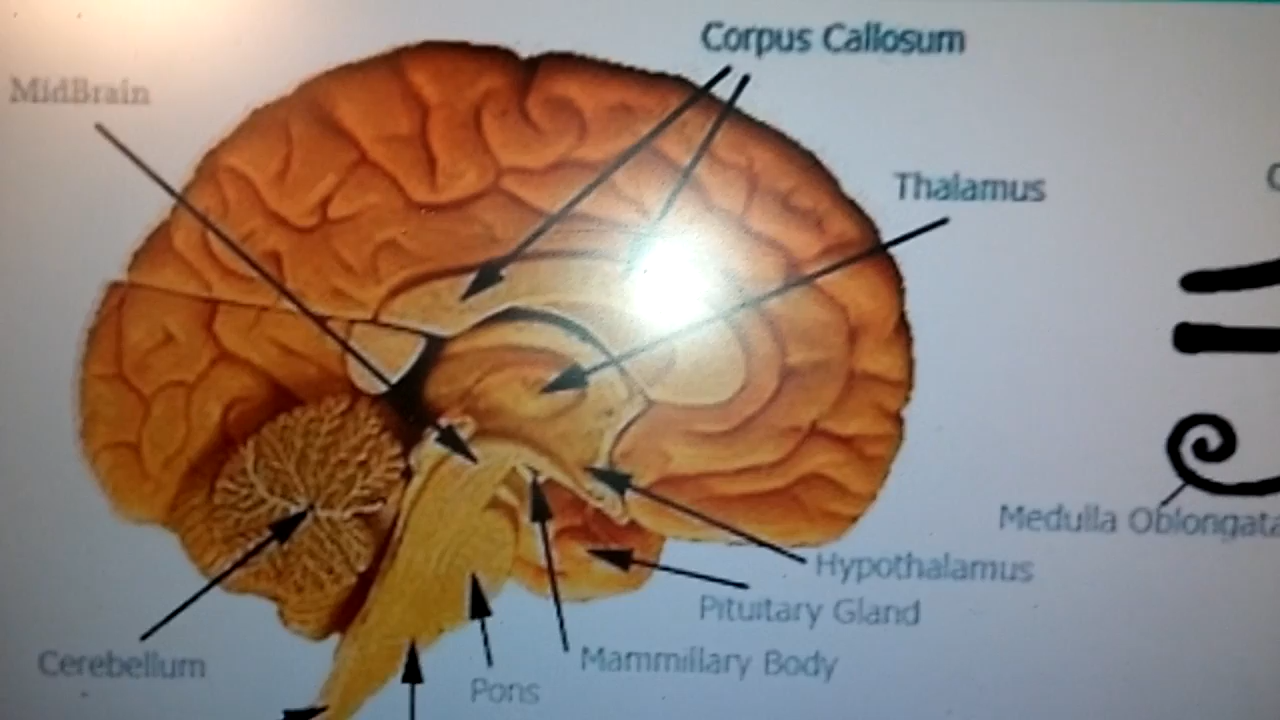 Corpus Callosum
MidBrain
Thalamus
Medulla Oblongata
Hypothalamus
Pituitary Gland
Mammillary Body
Cerebellum
Pons